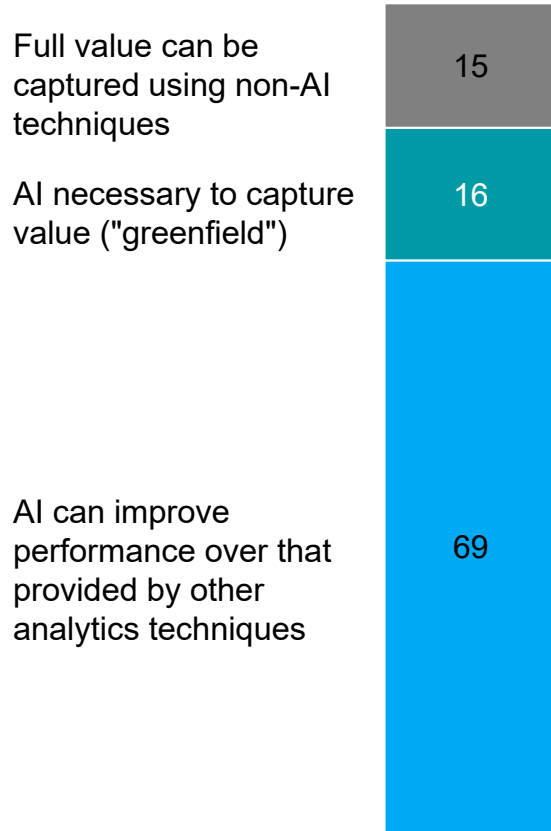 Full value can be
captured using non-AI
techniques
15
AI necessary to capture
value ("greenfield")
16
AI can improve
performance over that
provided by other
analytics techniques
69